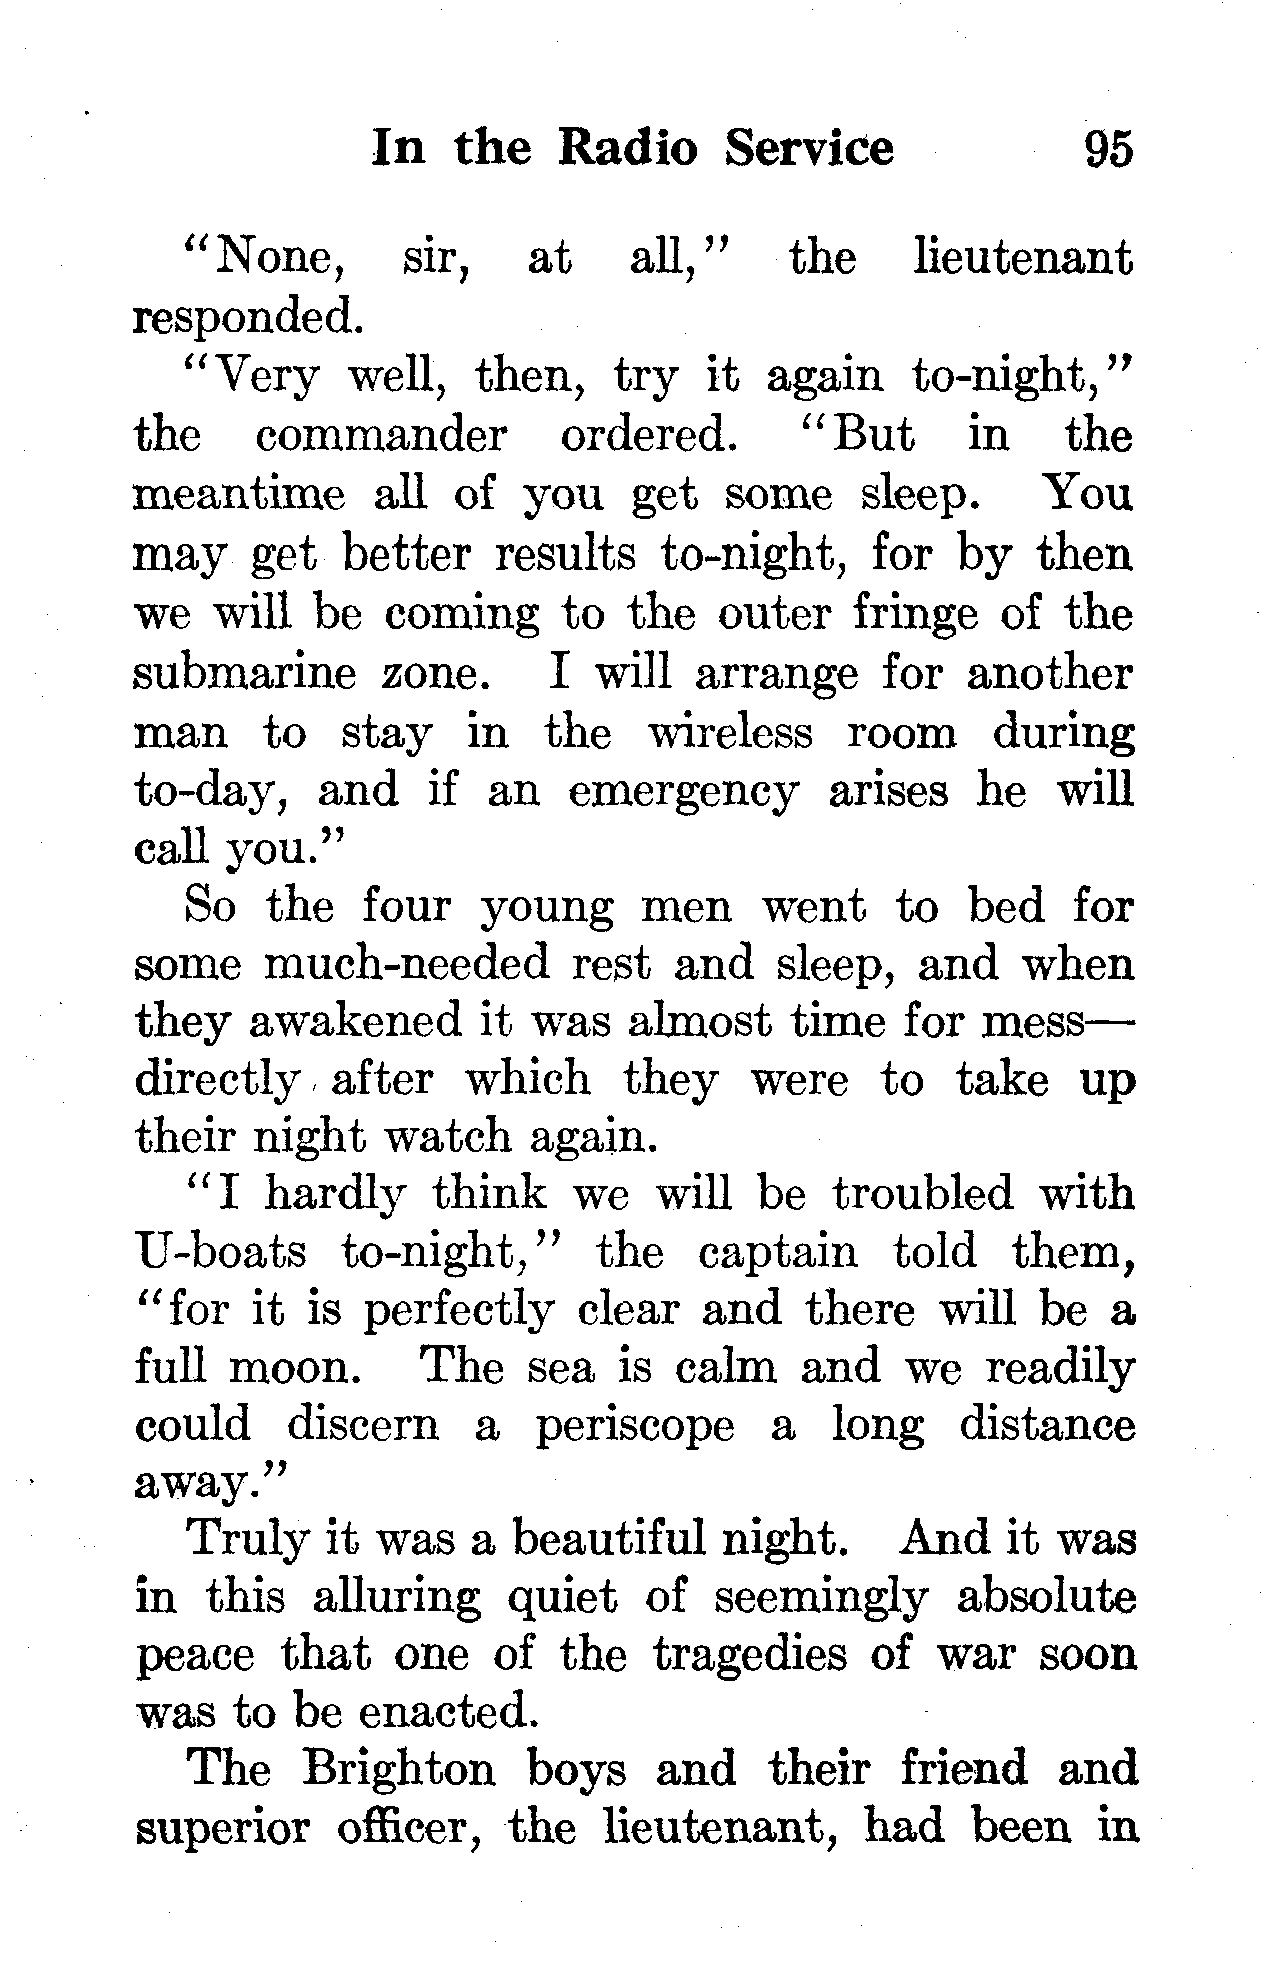 In the Radio Service 95
"None, sir, at all," the lieutenant
responded.
"Very well, then, try it again to-night,"
the commander ordered. "But in the
meantime all of you get some sleep. You
may get better results to-night, for by then
we will be coming to the outer fringe of the
submarine zone. I will arrange for another
man to stay in the wireless room during
to-day, and if an emergency arises he will
call you."
So the four young men went to bed for
some much-needed rest and sleep, and when
they awakened it was almost time for mess—
directly after which they were to take up
their night watch again.
"I hardly think we will be troubled with
U-boats to-night," the captain told them,
"for it is perfectly clear and there will be a
full moon. The sea is calm and we readily
could discern a periscope a long distance
away."
Truly it was a beautiful night. And it was
in this alluring quiet of seemingly absolute
peace that one of the tragedies of war soon
was to be enacted.
The Brighton boys and their friend and
superior officer, the lieutenant, had been in